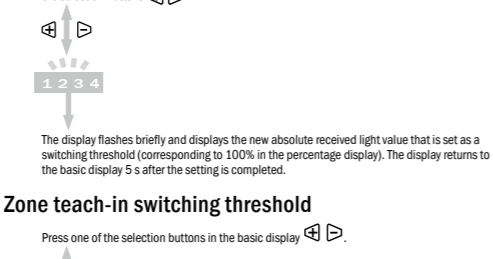 1 2 3 4
The display flashes briefly and displays the new absolute received light value that is set as a
switching threshold (corresponding to 100% in the percentage display). The display returns to
the basic display 5 s after the setting is completed.
Zone teach-in switching threshold
Press one of the selection buttons in the basic display